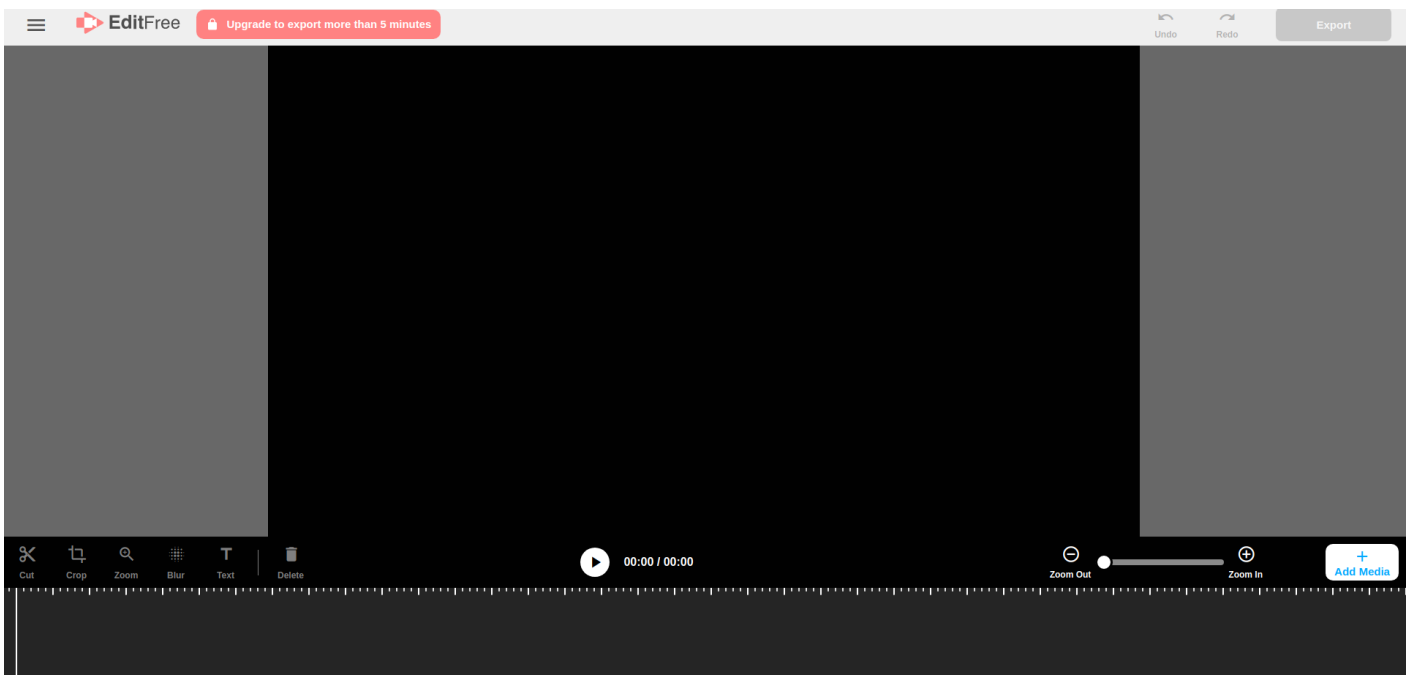 EditFree
Upgrade to export more than 5 minutes
Undo
Redo
Export
Cut
Crop
Zoom
Blur
Text
Delete
00:00 / 00:00
Zoom Out
Zoom In
Add Media